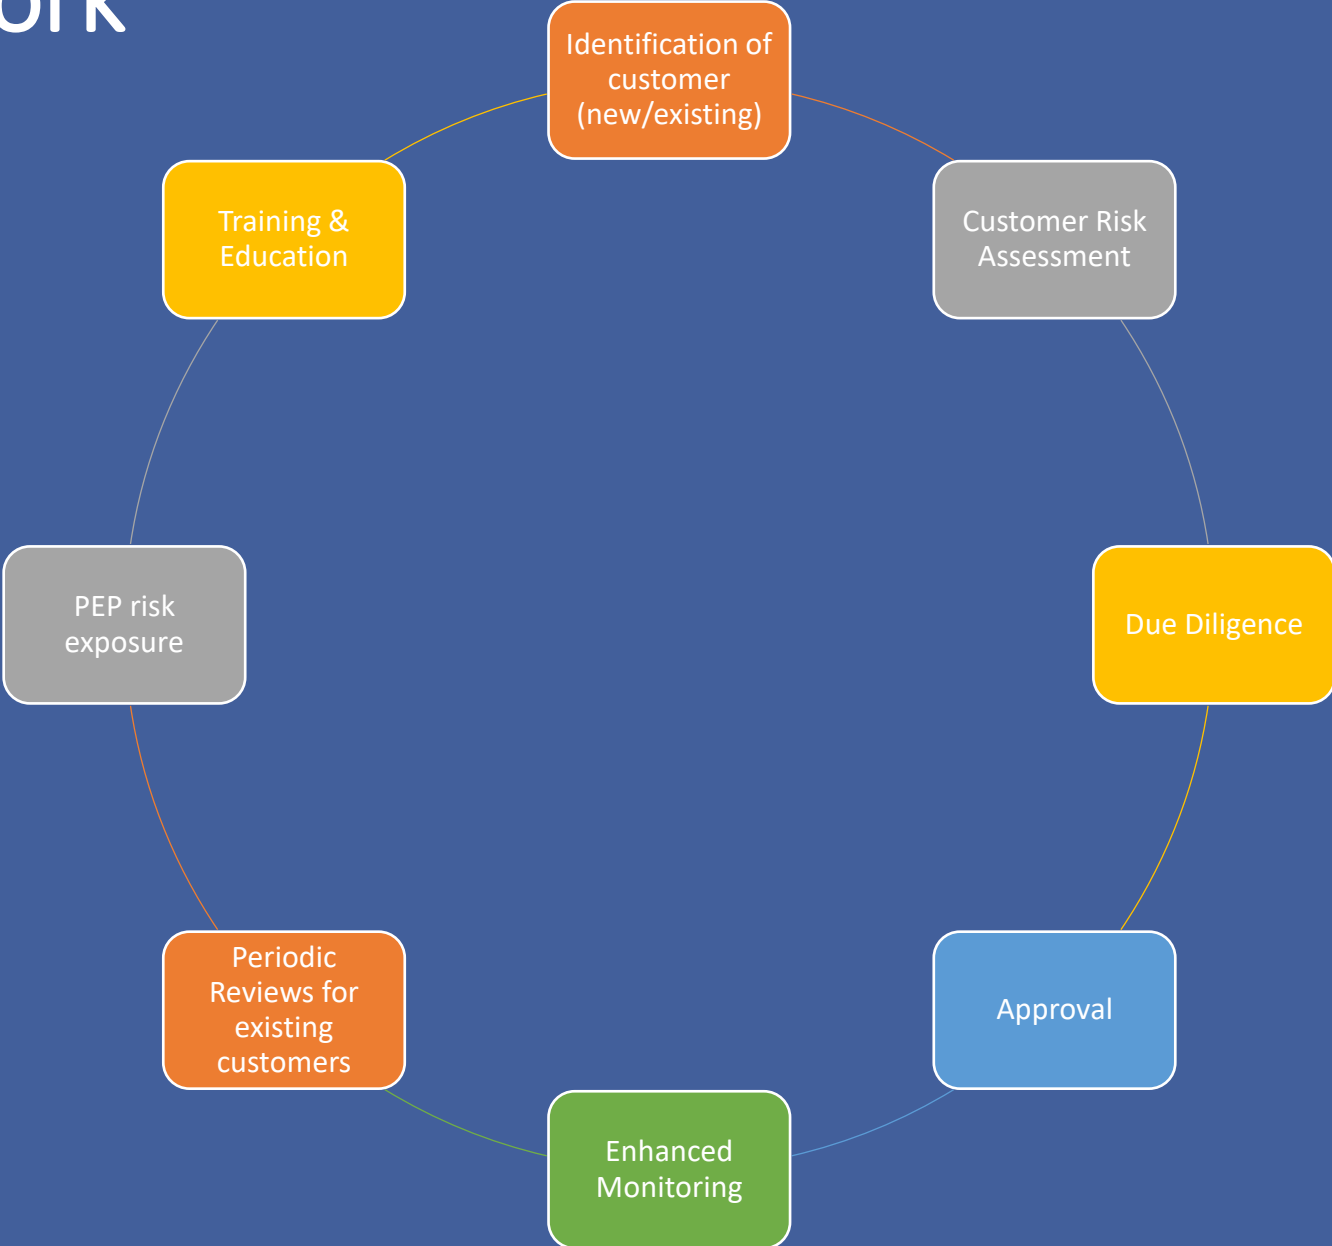 ork
Identification of
customer
(new/existing)
Customer Risk
Assessment
Due Diligence
Approval
Enhanced
Monitoring
Periodic
Reviews for
existing
customers
PEP risk
exposure
Training &
Education